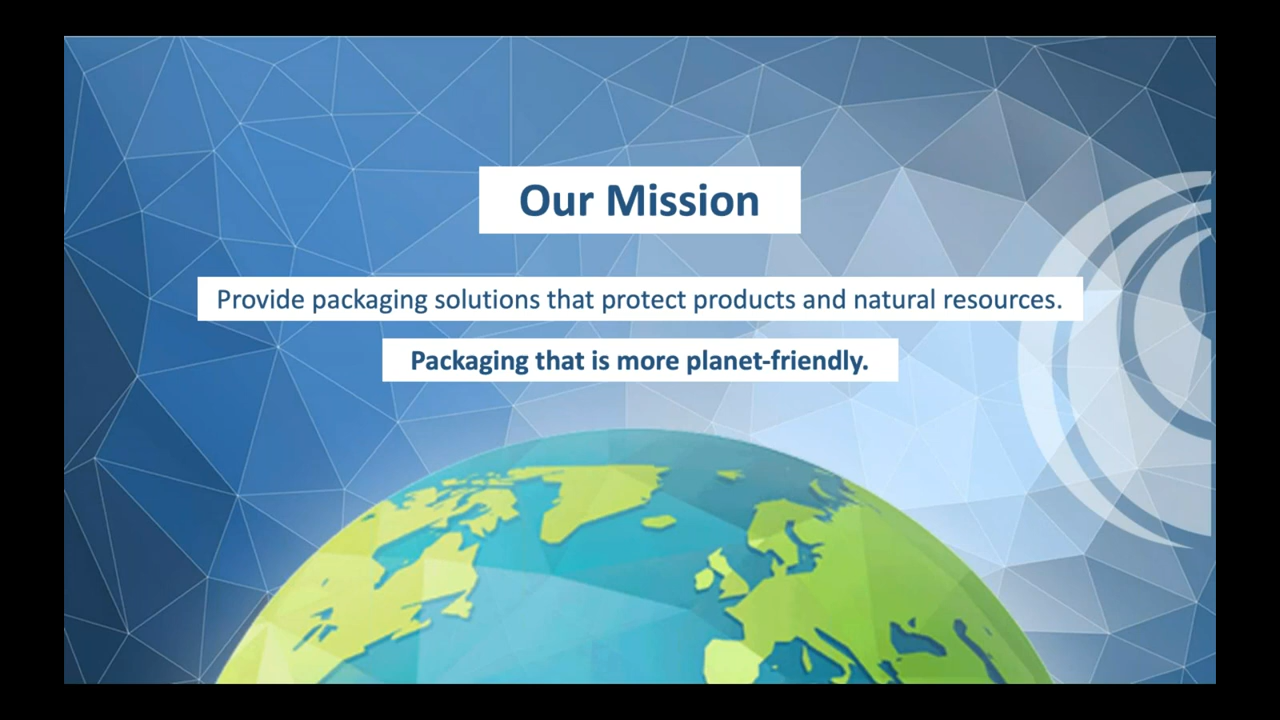 Our Mission
Provide packaging solutions that protect products and natural resources.
Packaging that is more planet-friendly.